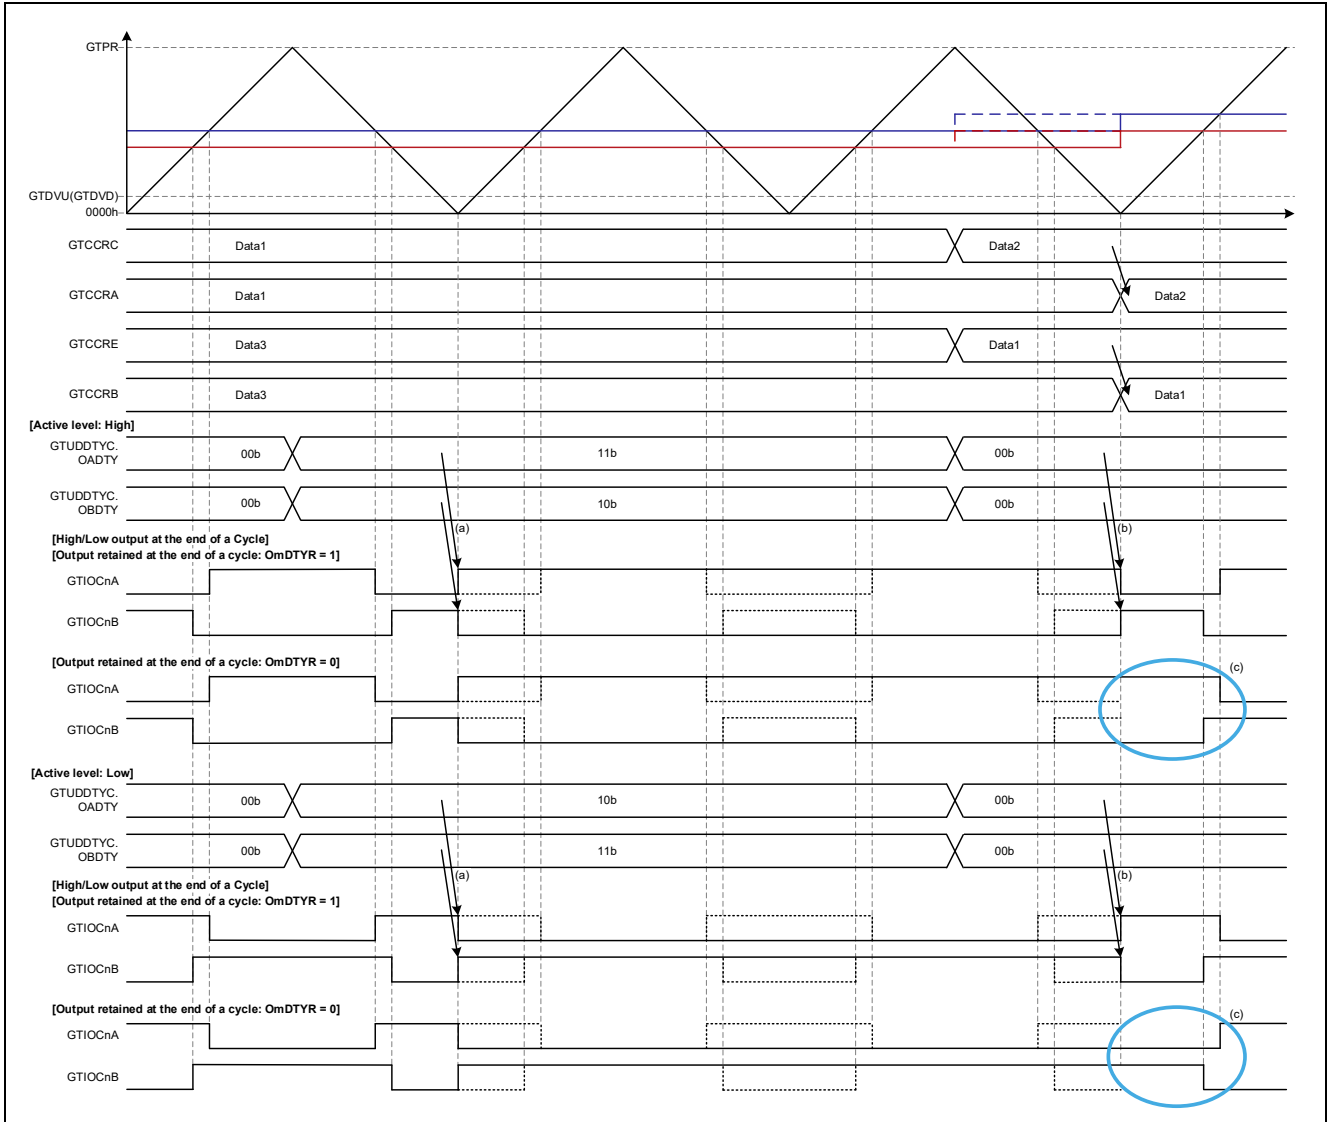 GTPR
GTDVU(GTDVD)
0000h
GTCCRC
Data1
Data2
GTCCRA
Data1
Data2
GTCCRE
Data3
Data1
GTCCRB
Data3
Data1
[Active level: High]
GTUDDTYC.
OADTY
00b
11b
00b
GTUDDTYC.
OBDTY
00b
10b
00b
(a)
(b)
[High/Low output at the end of a Cycle]
[Output retained at the end of a cycle: OmDTYR = 1]
GTIOCnA
GTIOCnB
[Output retained at the end of a cycle: OmDTYR = 0]
(c)
GTIOCnA
GTIOCnB
[Active level: Low]
GTUDDTYC.
OADTY
00b
10b
00b
GTUDDTYC.
OBDTY
00b
11b
00b
(a)
(b)
[High/Low output at the end of a Cycle]
[Output retained at the end of a cycle: OmDTYR = 1]
GTIOCnA
GTIOCnB
[Output retained at the end of a cycle: OmDTYR = 0]
(c)
GTIOCnA
GTIOCnB